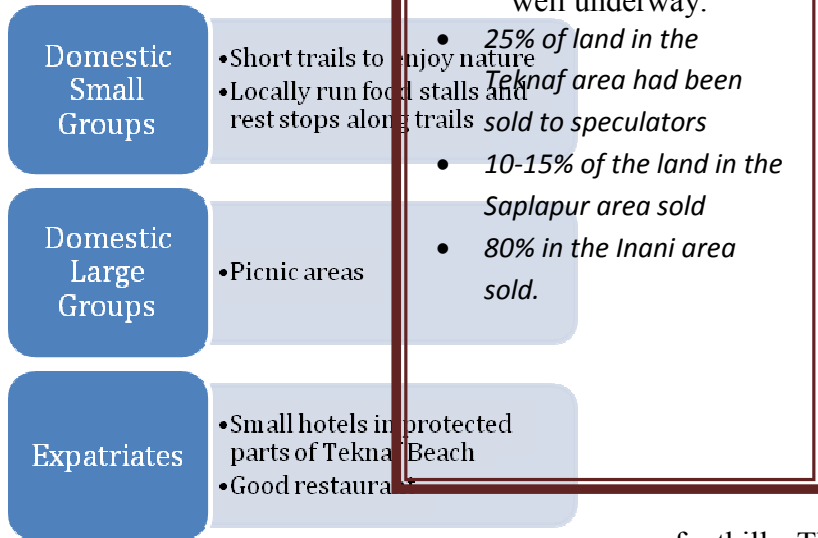 Domestic
Small
Groups
•Short trails to enjoy nature
•Locally run food stalls and
rest stops along trails
Domestic
Large
Groups
•Picnic areas
Expatriates
•Small hotels in protected
parts of Teknaf Beach
•Good restaurant
well underway:
• 25% of land in the
Teknaf area had been
sold to speculators
• 10-15% of the land in the
Saplapur area sold
• 80% in the Inani area
sold.